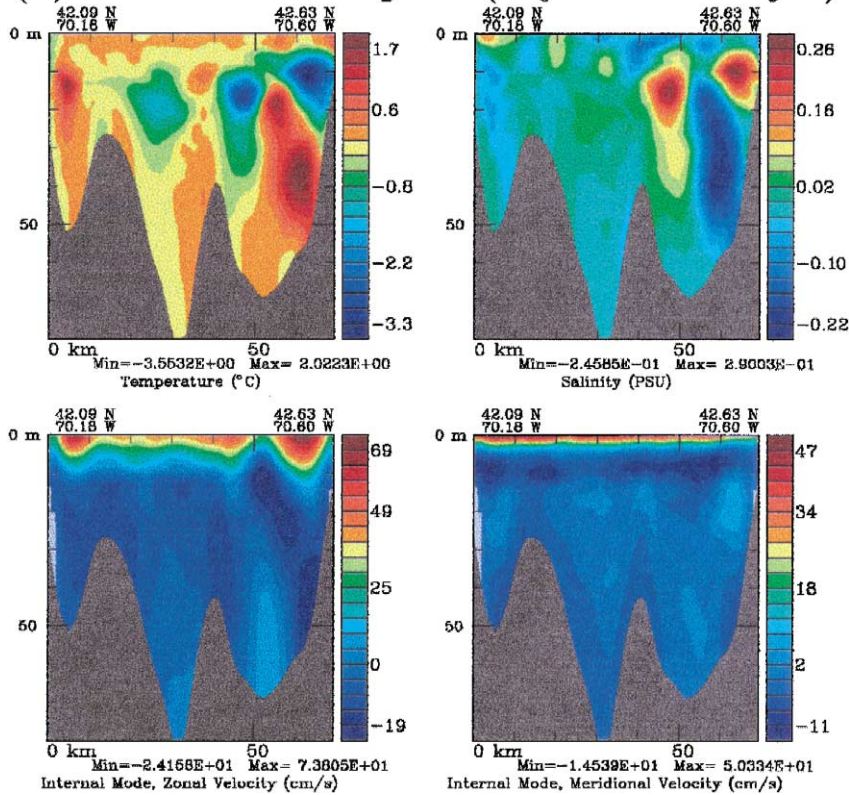 42.09 N 42.63 N
70.18 W 70.60 W
0 m
50
0 km 50
1.7
0.6
-0.8
-2.2
-3.3
Min=-3.5532E+00 Max= 2.0223E+00
Temperature (°C)
42.09 N 42.63 N
70.18 W 70.60 W
0 m
50
0 km 50
0.26
0.18
0.02
-0.10
-0.22
Min=-2.4585E-01 Max= 2.9003E-01
Salinity (PSU)
42.09 N 42.63 N
70.18 W 70.60 W
0 m
50
0 km 50
69
49
25
0
-19
Min=-2.4168E+01 Max= 7.3805E+01
Internal Mode, Zonal Velocity (cm/s)
42.09 N 42.63 N
70.18 W 70.60 W
0 m
50
0 km 50
47
34
18
2
-11
Min=-1.4539E+01 Max= 5.0334E+01
Internal Mode, Meridional Velocity (cm/s)